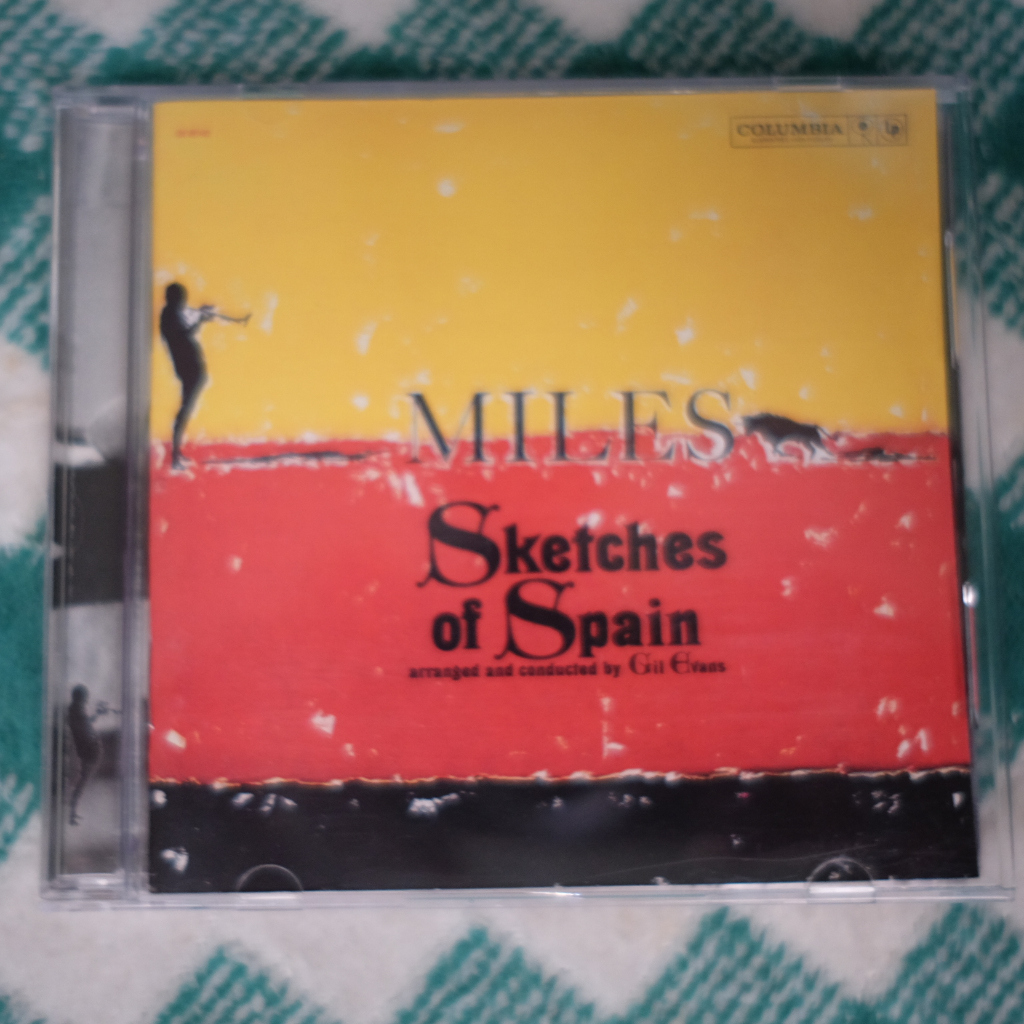 COLUMBIA
MILES
Sketches
of Spain
arranged and conducted by Gil Evans